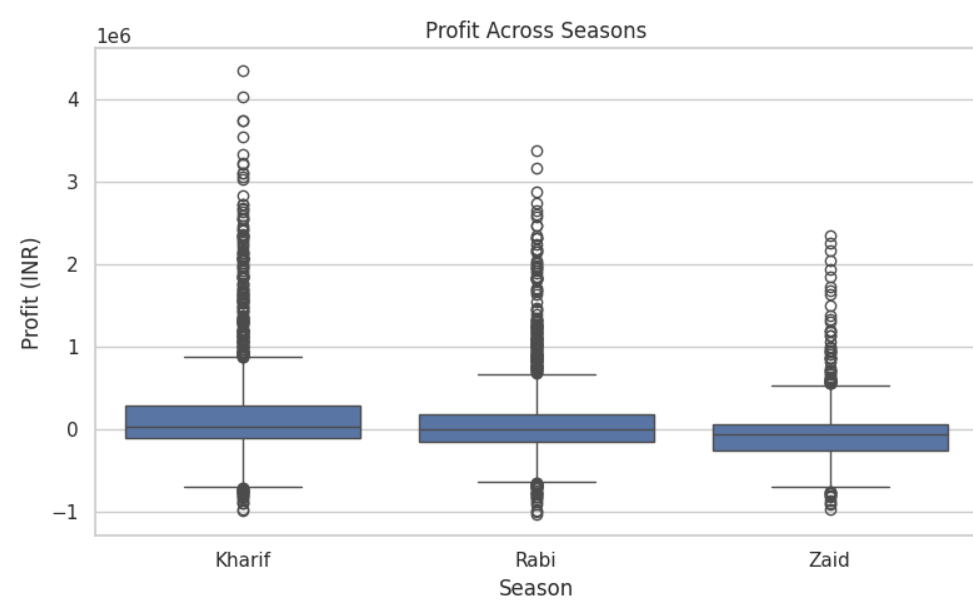 Profit Across Seasons
1e6
4
3
2
1
0
−1
Profit (INR)
Kharif Rabi Zaid
Season